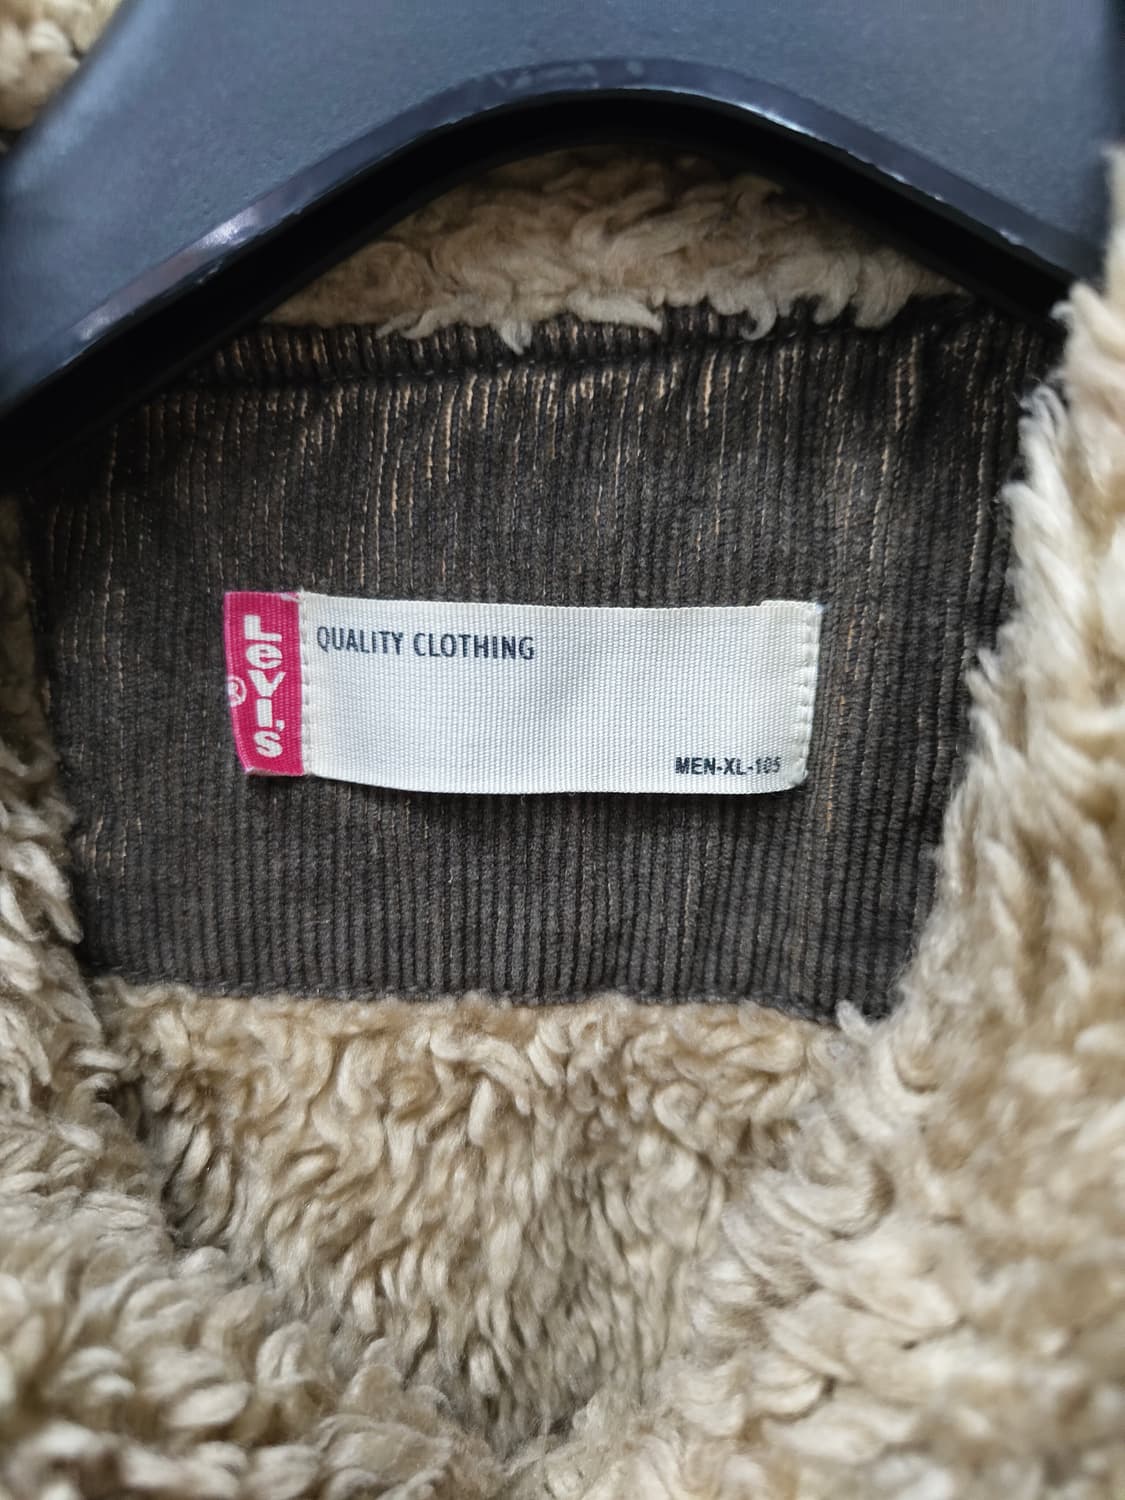 Levi's
®
QUALITY CLOTHING
MEN-XL-105